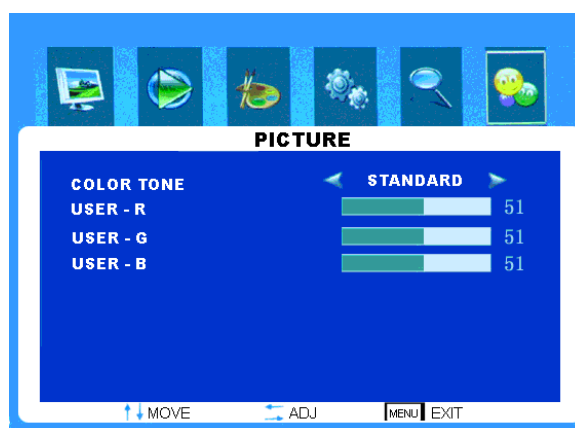 PICTURE
COLOR TONE STANDARD
USER - R 51
USER - G 51
USER - B 51
MOVE ADJ MENU EXIT